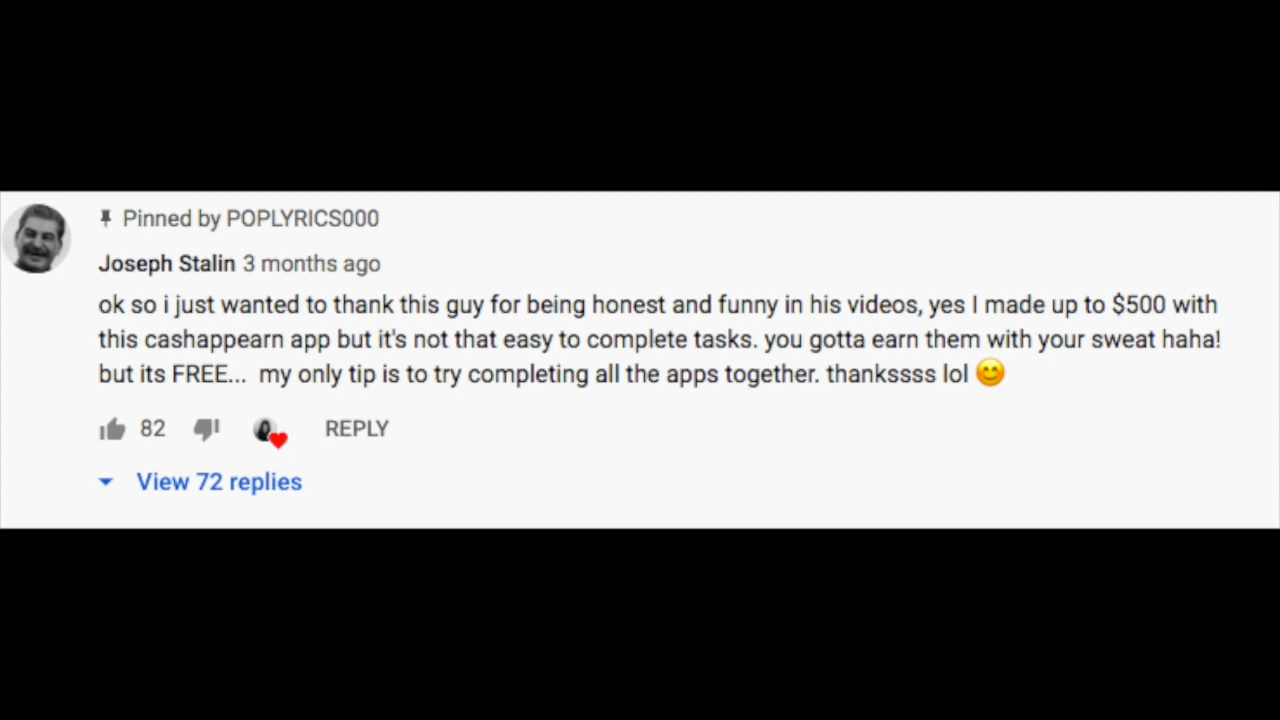 Pinned by POPLYRICS000
Joseph Stalin 3 months ago
ok so i just wanted to thank this guy for being honest and funny in his videos, yes I made up to $500 with
this cashappearn app but it's not that easy to complete tasks. you gotta earn them with your sweat haha!
but its FREE... my only tip is to try completing all the apps together. thankssss lol 😊
82 REPLY
View 72 replies